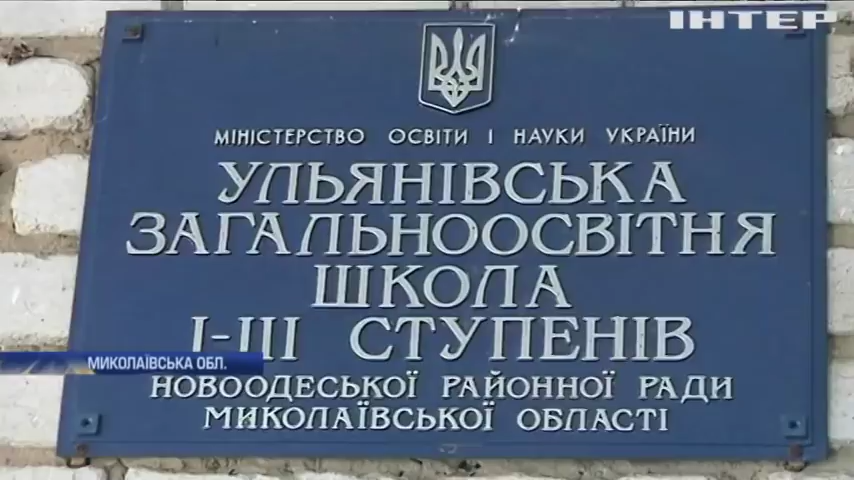 ІНТЕР
МІНІСТЕРСТВО ОСВІТИ І НАУКИ УКРАЇНИ
УЛЬЯНІВСЬКА
ЗАГАЛЬНООСВІТНЯ
ШКОЛА
І-ІІІ СТУПЕНІВ
МИКОЛАЇВСЬКА ОБЛ.
НОВООДЕСЬКОЇ РАЙОННОЇ РАДИ
МИКОЛАЇВСЬКОЇ ОБЛАСТІ